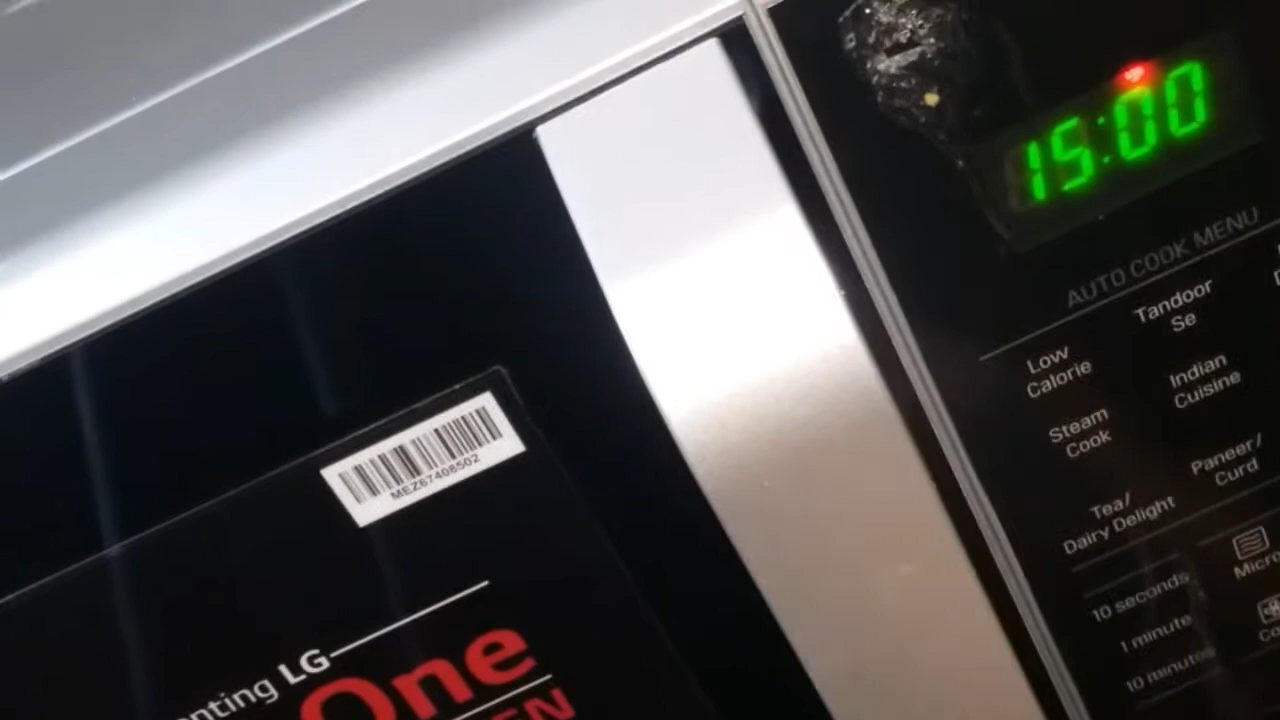 15:00
AUTO COOK MENU
Low
Calorie
Tandoor
Se
Steam
Cook
Indian
Cuisine
Tea/
Dairy Delight
Paneer/
Curd
10 seconds
1 minute
10 minutes
Micro
MEZ67408502
nting LG
One
EN